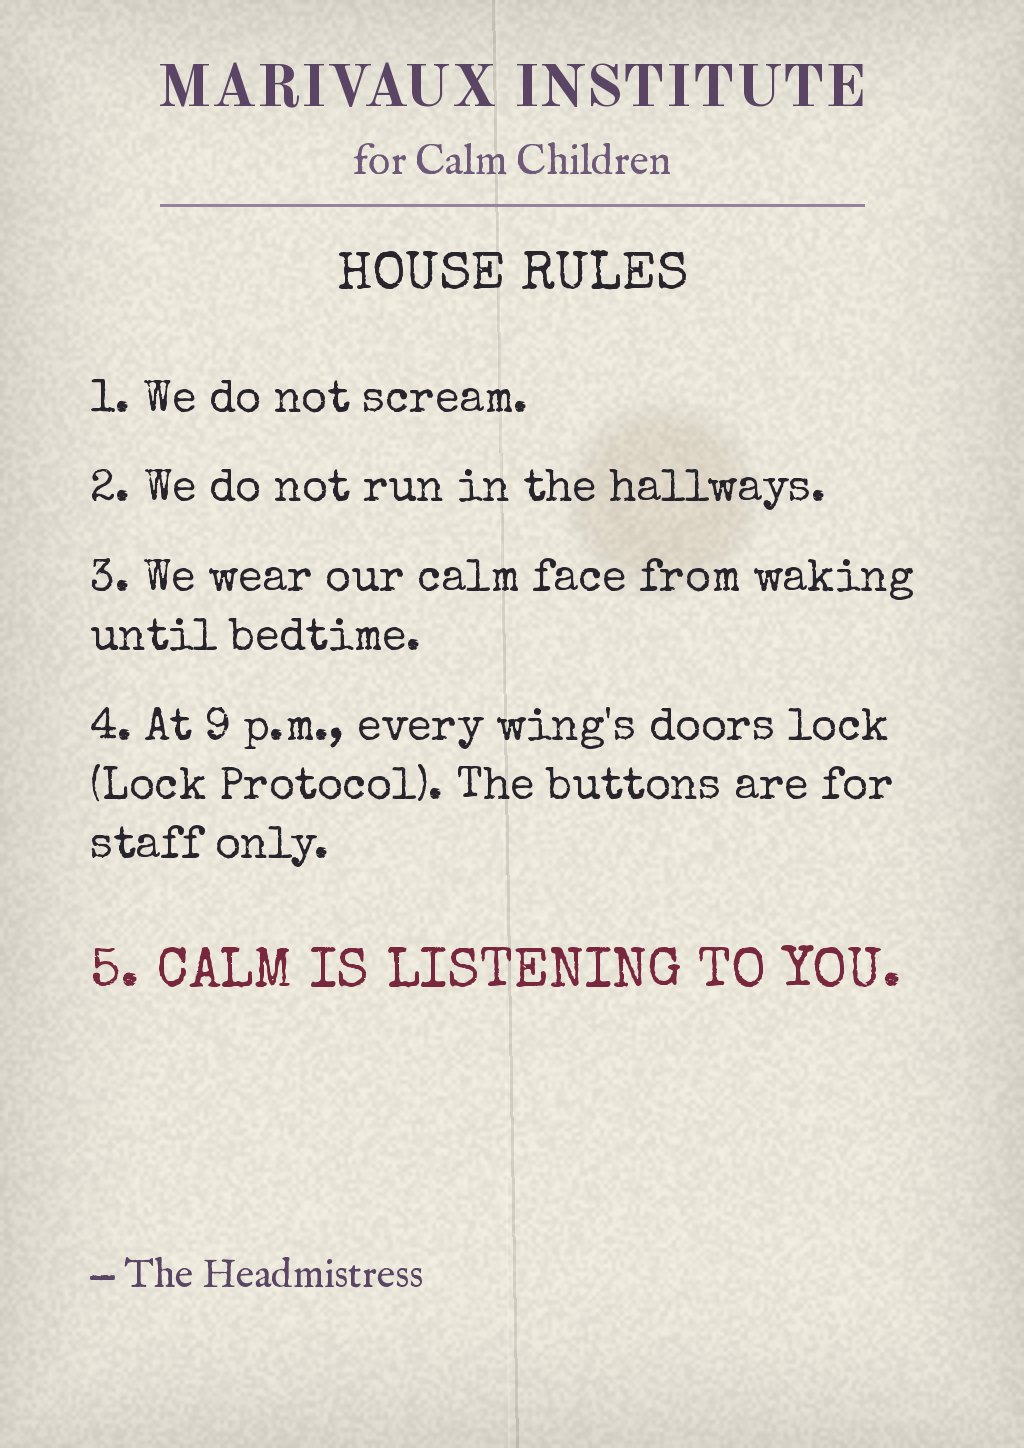 MARIVAUX INSTITUTE
for Calm Children
HOUSE RULES
1. We do not scream.
2. We do not run in the hallways.
3. We wear our calm face from waking
until bedtime.
4. At 9 p.m., every wing's doors lock
(Lock Protocol). The buttons are for
staff only.
5. CALM IS LISTENING TO YOU.
— The Headmistress